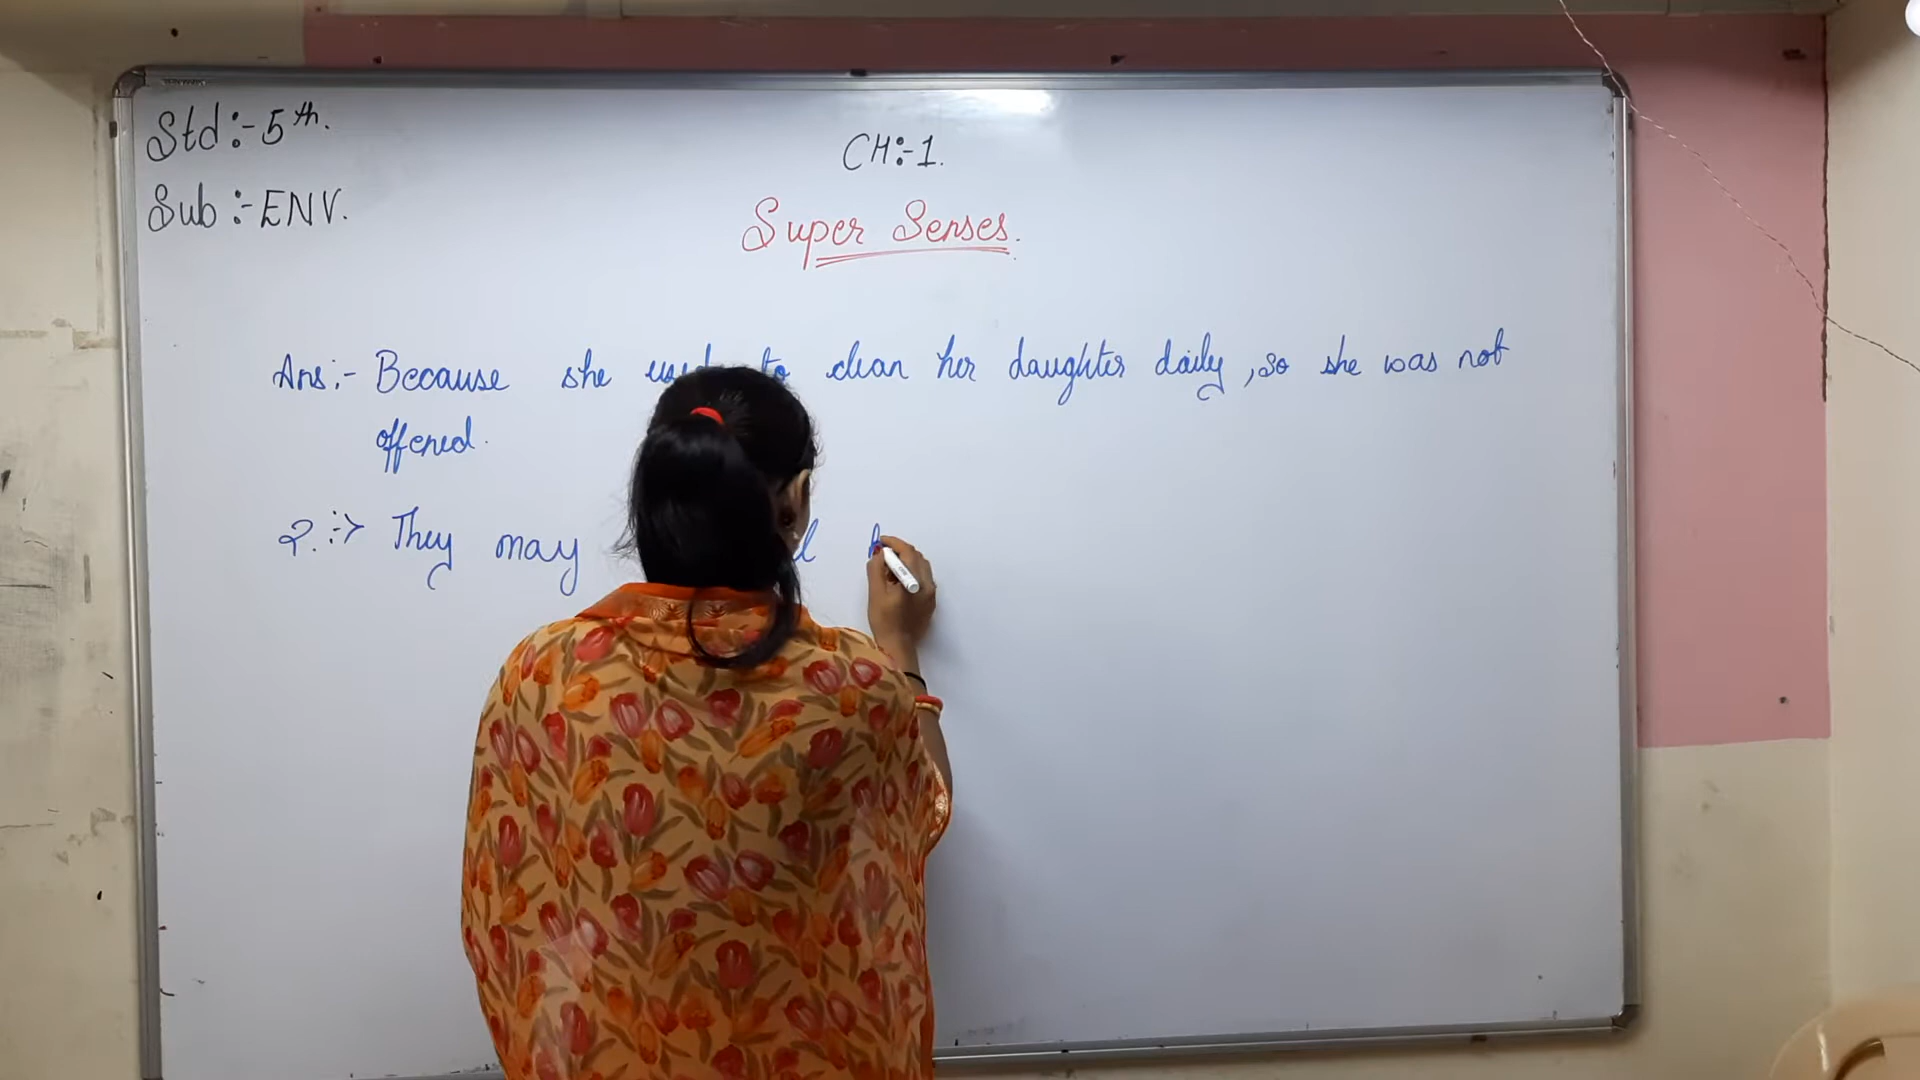 Std:- 5th.
Sub:- ENV.
CH:-1.
Super Senses.
Ans:- Because she used to clean her daughter daily, so she was not
offened.
2. :-> They may